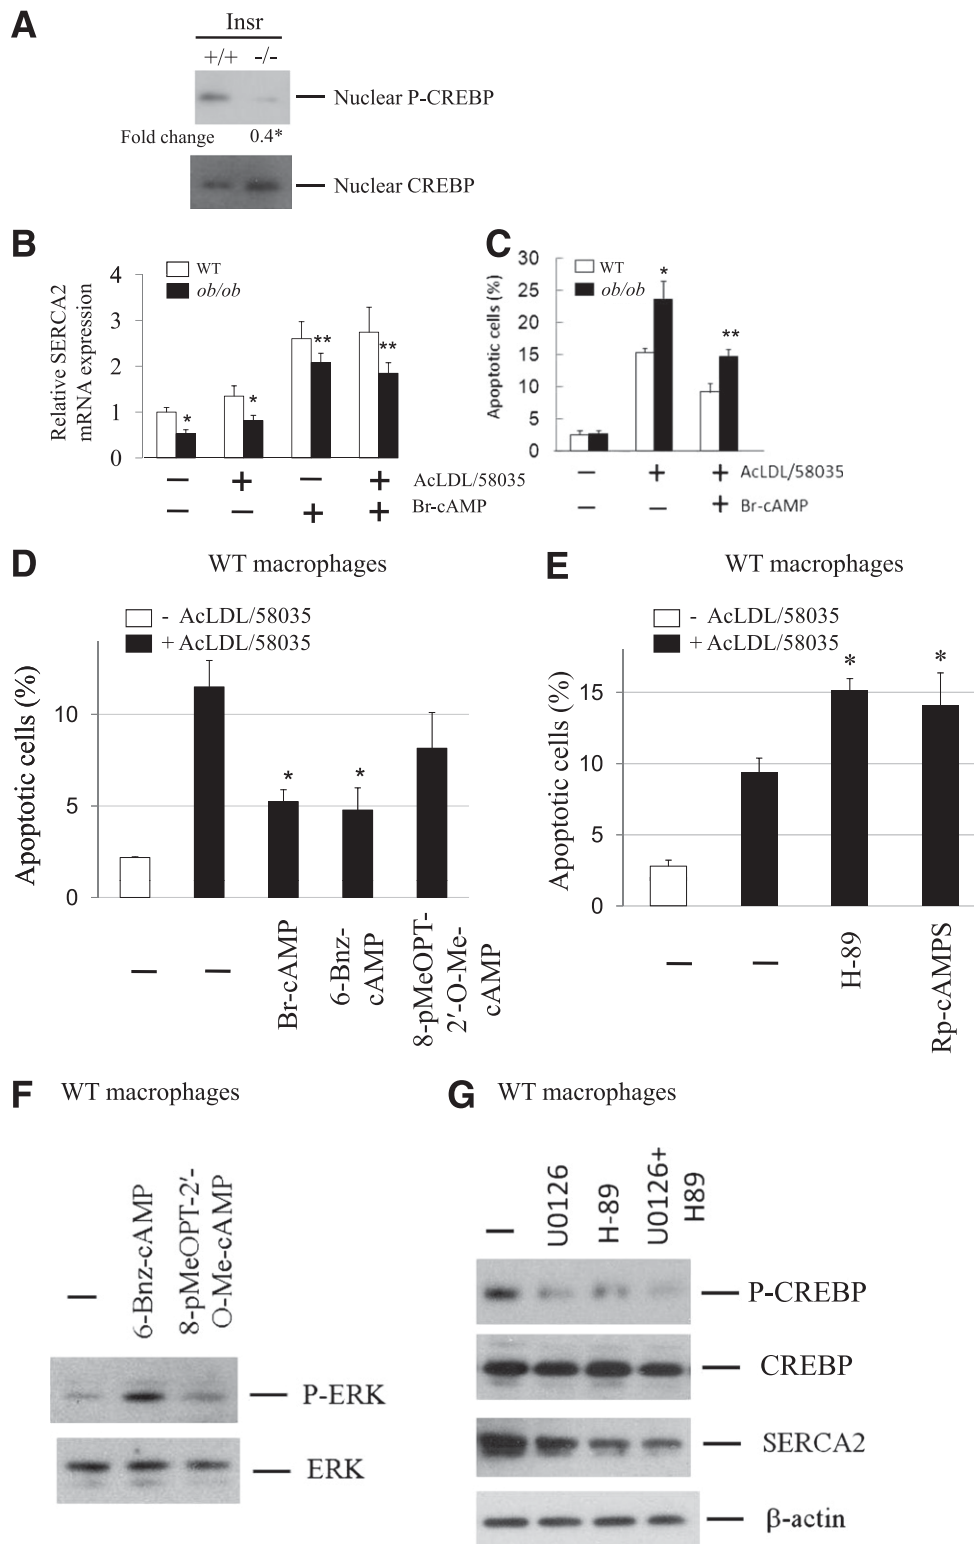 A
Insr
+/+ -/-
Nuclear P-CREBP
Fold change 0.4*
Nuclear CREBP
B
Relative SERCA2
mRNA expression
4
3
2
1
0
WT
ob/ob
* * ** **
— + — + AcLDL/58035
— — + + Br-cAMP
C
Apoptotic cells (%)
30
25
20
15
10
5
0
WT
ob/ob
* **
— + + AcLDL/58035
— — + Br-cAMP
D
WT macrophages
- AcLDL/58035
+ AcLDL/58035
Apoptotic cells (%)
10
5
0
* *
—
—
Br-cAMP
6-Bnz-
cAMP
8-pMeOPT-
2'-O-Me-
cAMP
E
WT macrophages
- AcLDL/58035
+ AcLDL/58035
Apoptotic cells (%)
15
10
5
0
* *
—
—
H-89
Rp-cAMPS
F WT macrophages
—
6-Bnz-cAMP
8-pMeOPT-2'-
O-Me-cAMP
P-ERK
ERK
G WT macrophages
—
U0126
H-89
U0126+
H89
P-CREBP
CREBP
SERCA2
β-actin